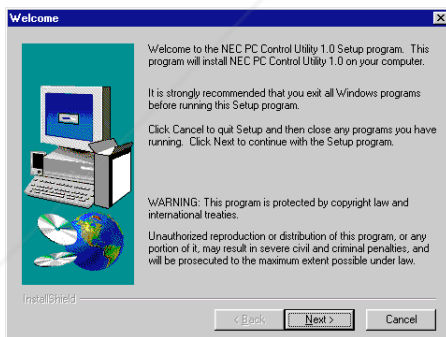 Welcome
Welcome to the NEC PC Control Utility 1.0 Setup program. This
program will install NEC PC Control Utility 1.0 on your computer.
It is strongly recommended that you exit all Windows programs
before running this Setup program.
Click Cancel to quit Setup and then close any programs you have
running. Click Next to continue with the Setup program.
WARNING: This program is protected by copyright law and
international treaties.
Unauthorized reproduction or distribution of this program, or any
portion of it, may result in severe civil and criminal penalties, and
will be prosecuted to the maximum extent possible under law.
InstallShield
< Back
Next >
Cancel